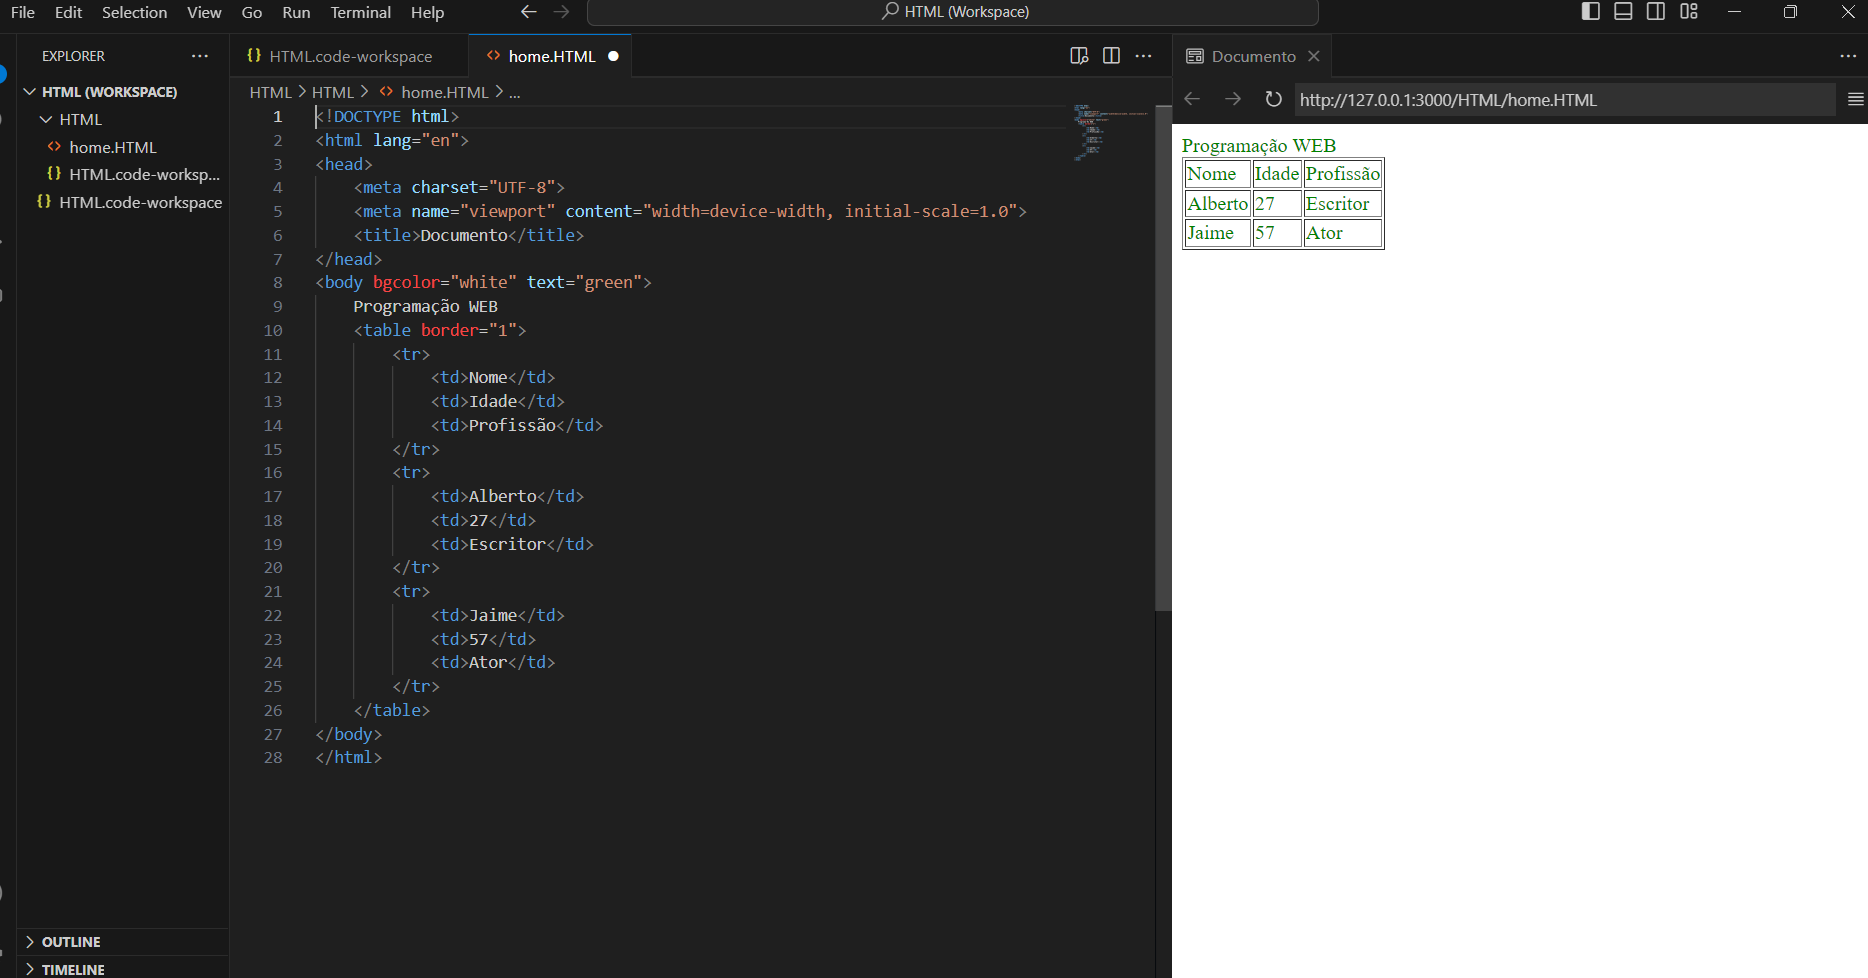 File Edit Selection View Go Run Terminal Help
HTML (Workspace)
EXPLORER
HTML (WORKSPACE)
HTML
home.HTML
HTML.code-worksp...
HTML.code-workspace
OUTLINE
TIMELINE
HTML.code-workspace
home.HTML
HTML > HTML > home.HTML > ...
1 <!DOCTYPE html>
2 <html lang="en">
3 <head>
4 <meta charset="UTF-8">
5 <meta name="viewport" content="width=device-width, initial-scale=1.0">
6 <title>Documento</title>
7 </head>
8 <body bgcolor="white" text="green">
9 Programação WEB
10 <table border="1">
11 <tr>
12 <td>Nome</td>
13 <td>Idade</td>
14 <td>Profissão</td>
15 </tr>
16 <tr>
17 <td>Alberto</td>
18 <td>27</td>
19 <td>Escritor</td>
20 </tr>
21 <tr>
22 <td>Jaime</td>
23 <td>57</td>
24 <td>Ator</td>
25 </tr>
26 </table>
27 </body>
28 </html>
Documento
http://127.0.0.1:3000/HTML/home.HTML
Programação WEB
Nome Idade Profissão
Alberto 27 Escritor
Jaime 57 Ator